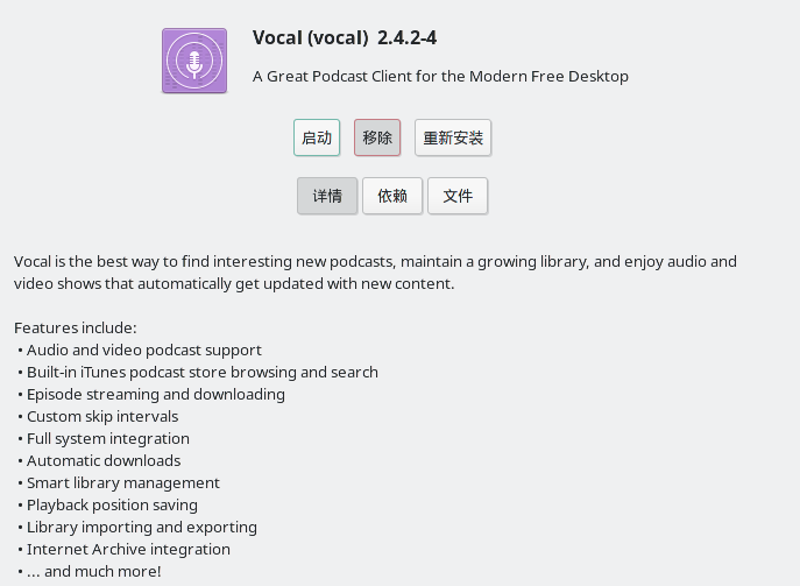 Vocal (vocal)  2.4.2-4
A Great Podcast Client for the Modern Free Desktop
启动 移除 重新安装
详情 依赖 文件
Vocal is the best way to find interesting new podcasts, maintain a growing library, and enjoy audio and
video shows that automatically get updated with new content.
Features include:
• Audio and video podcast support
• Built-in iTunes podcast store browsing and search
• Episode streaming and downloading
• Custom skip intervals
• Full system integration
• Automatic downloads
• Smart library management
• Playback position saving
• Library importing and exporting
• Internet Archive integration
• ... and much more!